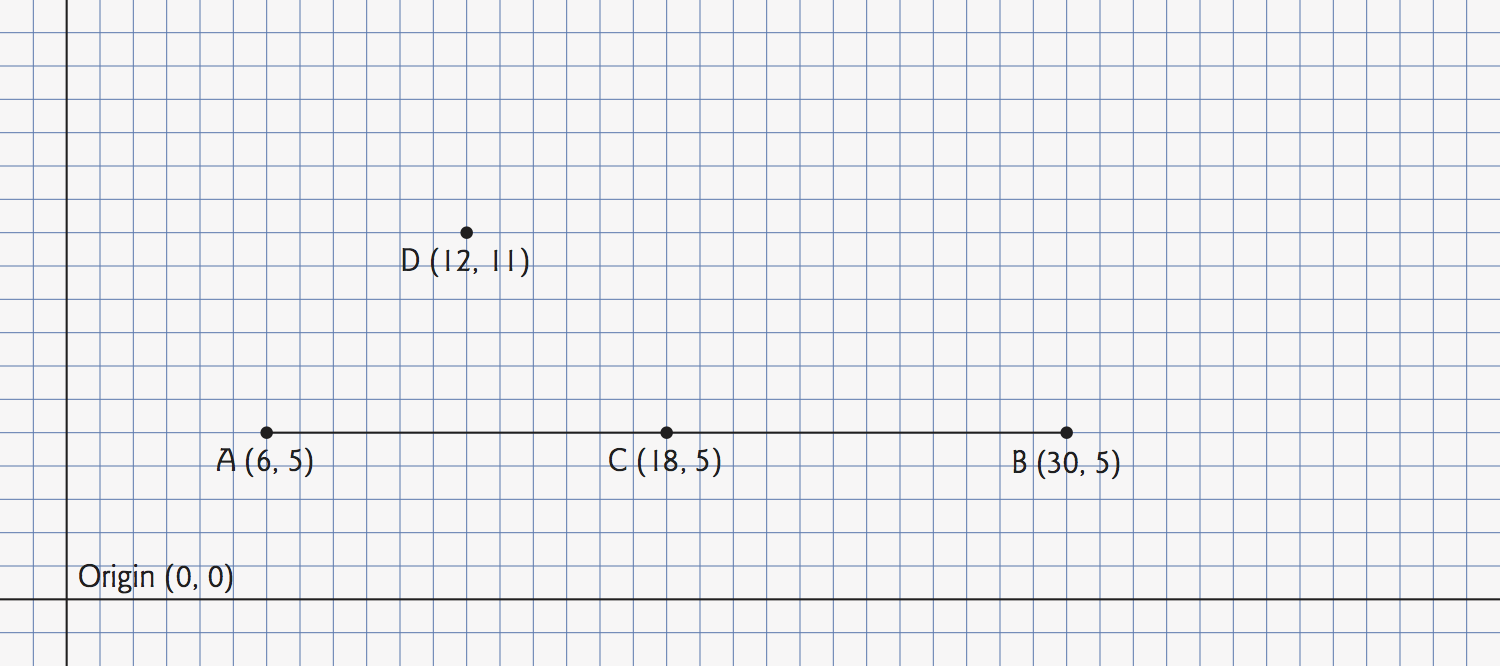 D (12, 11)
A (6, 5)
C (18, 5)
B (30, 5)
Origin (0, 0)